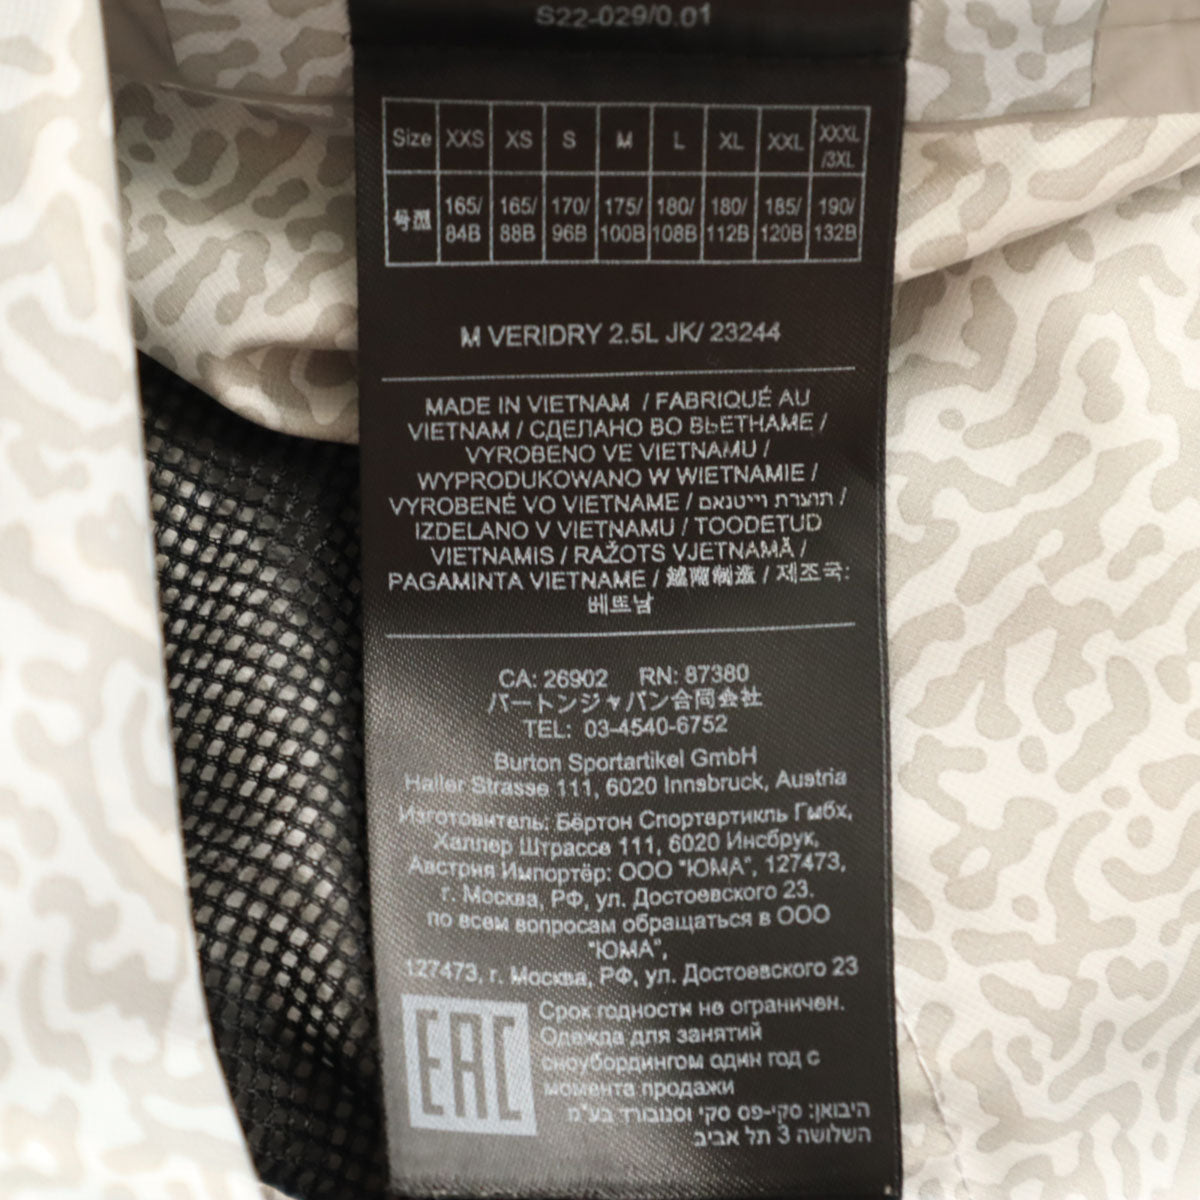 S22-029/0.01
Size XXS XS S M L XL XXL XXXL/3XL
号型 165/84B 165/88B 170/96B 175/100B 180/108B 180/112B 185/120B 190/132B
M VERIDRY 2.5L JK/ 23244
MADE IN VIETNAM / FABRIQUÉ AU
VIETNAM / СДЕЛАНО ВО ВЬЕТНАМЕ /
VYROBENO VE VIETNAMU /
WYPRODUKOWANO W WIETNAMIE /
VYROBENÉ VO VIETNAME / תוצרת וייטנאם /
IZDELANO V VIETNAMU / TOODETUD
VIETNAMIS / RAŽOTS VJETNAMĀ /
PAGAMINTA VIETNAME / 越南制造 / 제조국:
베트남
CA: 26902 RN: 87380
バートンジャパン合同会社
TEL: 03-4540-6752
Burton Sportartikel GmbH
Haller Strasse 111, 6020 Innsbruck, Austria
Изготовитель: Бёртон Спортартикль Гмбх,
Халлер Штрассе 111, 6020 Инсбрук,
Австрия Импортёр: ООО "ЮМА", 127473,
г. Москва, РФ, ул. Достоевского 23.
по всем вопросам обращаться в ООО
"ЮМА",
127473, г. Москва, РФ, ул. Достоевского 23
EAC
Срок годности не ограничен.
Одежда для занятий
сноубордингом один год с
момента продажи
היבואן: סקי-פס סקי וסנובורד בע"מ
השלושה 3 תל אביב